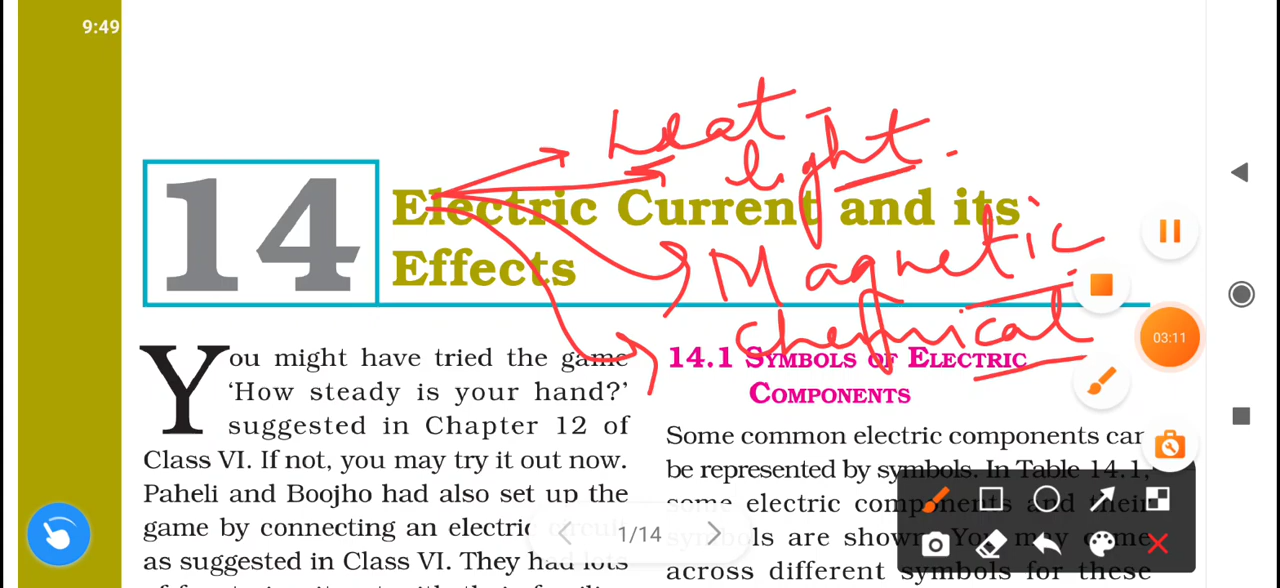 9:49
heat
light.
14
Electric Current and its
Effects
Magnetic
chemical
You might have tried the game
'How steady is your hand?'
suggested in Chapter 12 of
Class VI. If not, you may try it out now.
Paheli and Boojho had also set up the
game by connecting an electric circuit
as suggested in Class VI. They had lots
14.1 SYMBOLS OF ELECTRIC
COMPONENTS
Some common electric components can
be represented by symbols. In Table 14.1,
some electric components and their
symbols are shown. You may come
across different symbols for these
1/14
03:11